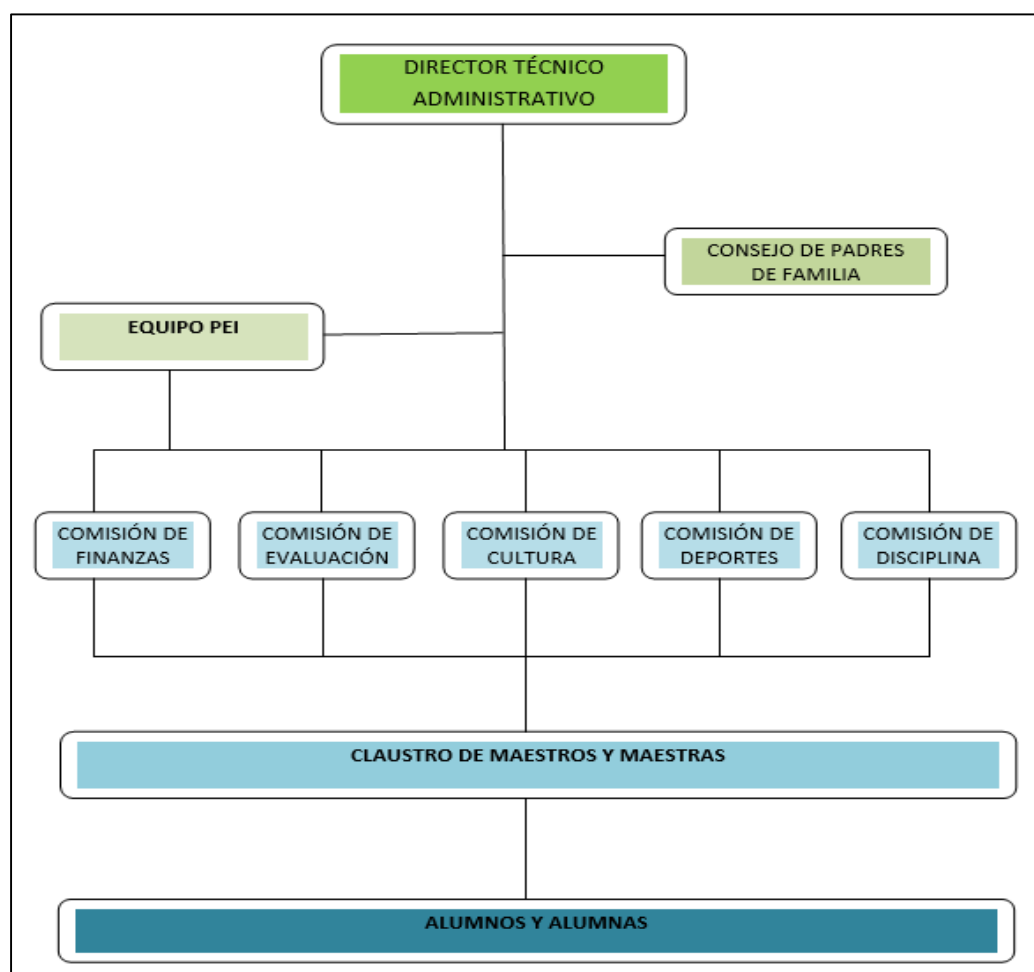 DIRECTOR TÉCNICO
ADMINISTRATIVO
CONSEJO DE PADRES
DE FAMILIA
EQUIPO PEI
COMISIÓN DE
FINANZAS
COMISIÓN DE
EVALUACIÓN
COMISIÓN DE
CULTURA
COMISIÓN DE
DEPORTES
COMISIÓN DE
DISCIPLINA
CLAUSTRO DE MAESTROS Y MAESTRAS
ALUMNOS Y ALUMNAS